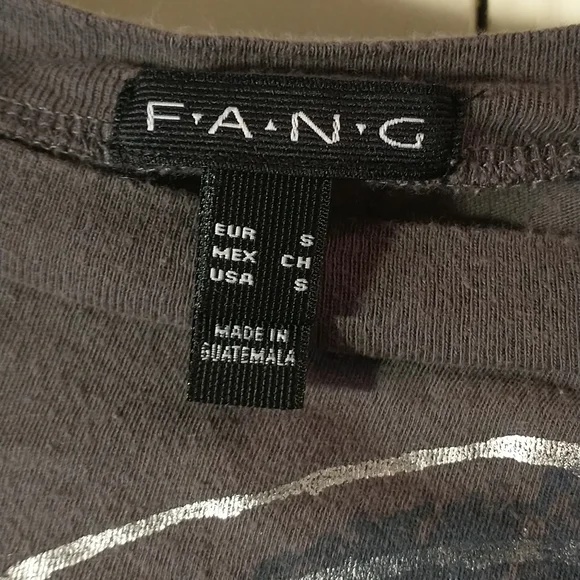 F▼A▲N▼G
EUR S
MEX CH
USA S
MADE IN
GUATEMALA